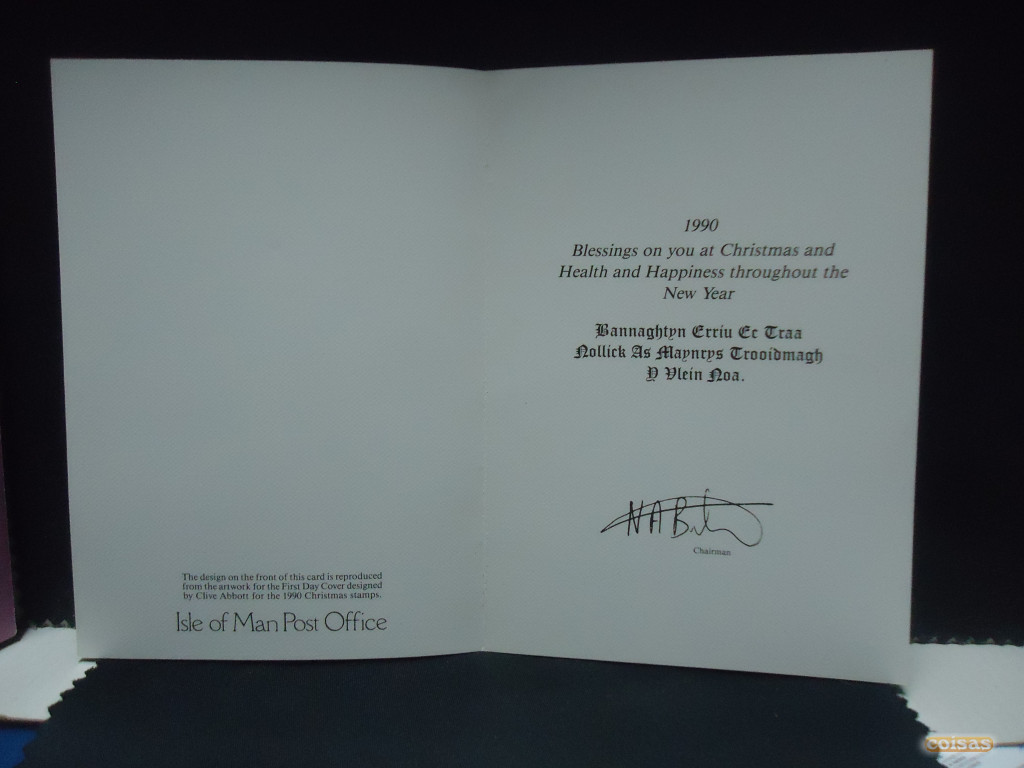 1990
Blessings on you at Christmas and
Health and Happiness throughout the
New Year
Bannaghtyn Erriu Ec Traa
Nollick As Maynrys Trooidmagh
Y Vlein Noa.
Chairman
The design on the front of this card is reproduced
from the artwork for the First Day Cover designed
by Clive Abbott for the 1990 Christmas stamps.
Isle of Man Post Office
coisas